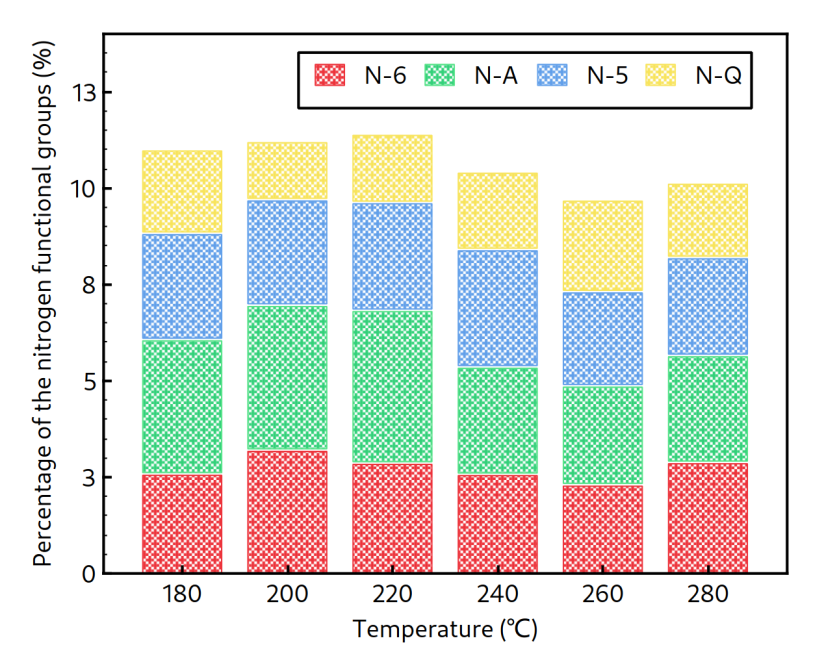 N-6 N-A N-5 N-Q
Percentage of the nitrogen functional groups (%)
13
10
8
5
3
0
180 200 220 240 260 280
Temperature (℃)